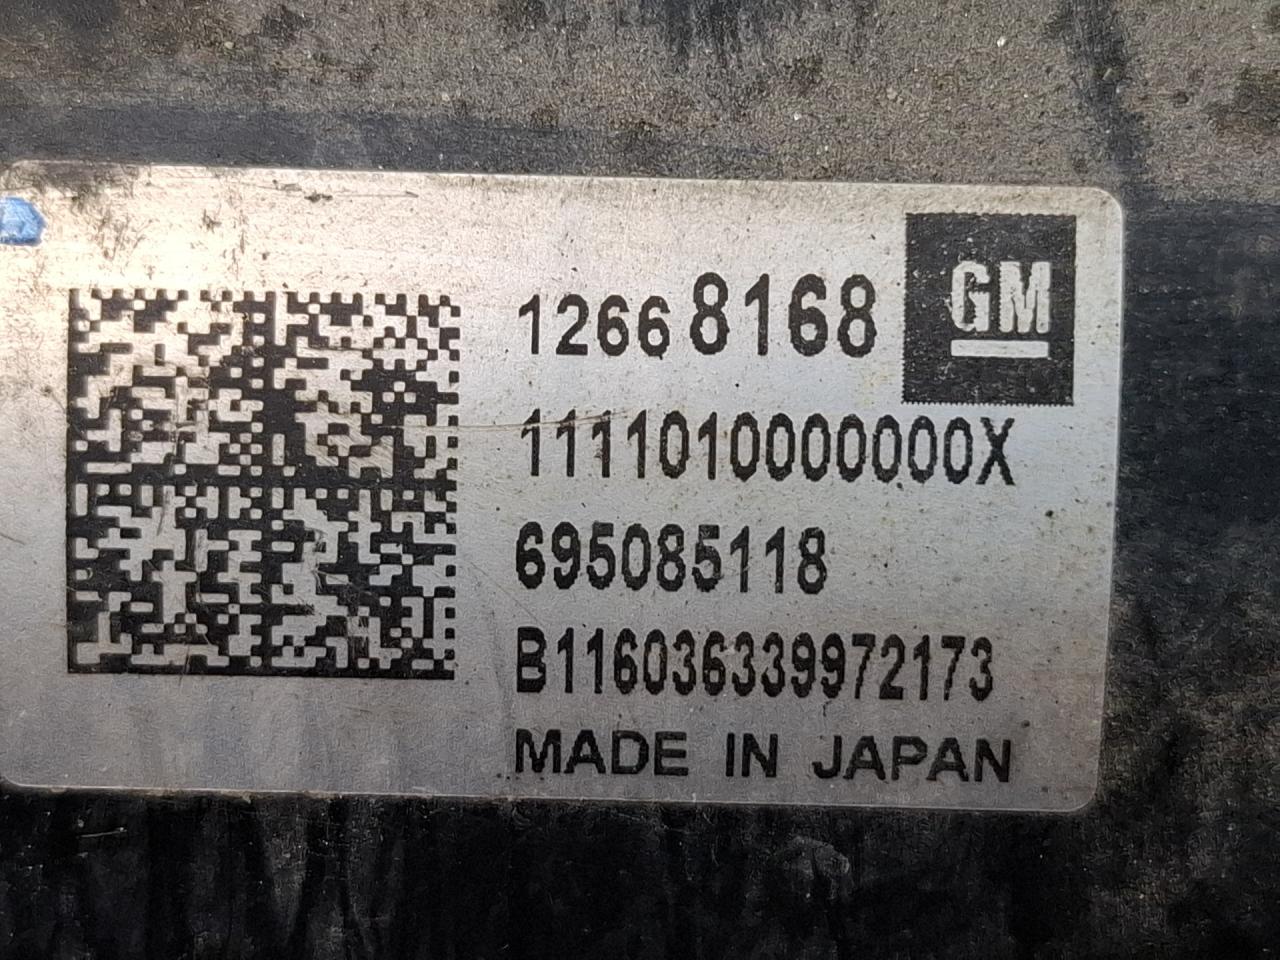 12668168 GM
1111010000000X
695085118
B116036339972173
MADE IN JAPAN